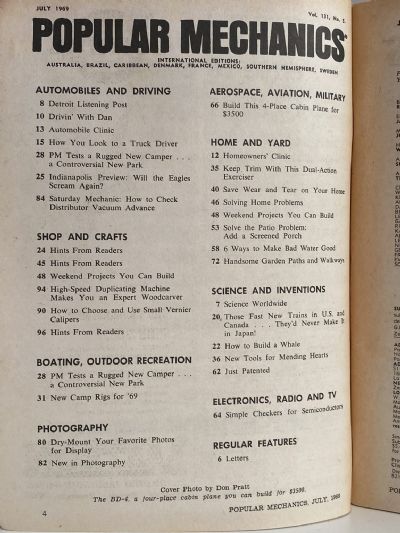 JULY 1969
Vol. 131, No. 5
POPULAR MECHANICS
INTERNATIONAL EDITIONS:
AUSTRALIA, BRAZIL, CARIBBEAN, DENMARK, FRANCE, MEXICO, SOUTHERN HEMISPHERE, SWEDEN
AUTOMOBILES AND DRIVING
8 Detroit Listening Post
10 Drivin' With Dan
13 Automobile Clinic
15 How You Look to a Truck Driver
28 PM Tests a Rugged New Camper . . .
a Controversial New Park
25 Indianapolis Preview: Will the Eagles
Scream Again?
84 Saturday Mechanic: How to Check
Distributor Vacuum Advance
SHOP AND CRAFTS
24 Hints From Readers
45 Hints From Readers
48 Weekend Projects You Can Build
94 High-Speed Duplicating Machine
Makes You an Expert Woodcarver
90 How to Choose and Use Small Vernier
Calipers
96 Hints From Readers
BOATING, OUTDOOR RECREATION
28 PM Tests a Rugged New Camper . . .
a Controversial New Park
31 New Camp Rigs for '69
PHOTOGRAPHY
80 Dry-Mount Your Favorite Photos
for Display
82 New in Photography
AEROSPACE, AVIATION, MILITARY
66 Build This 4-Place Cabin Plane for
$3500
HOME AND YARD
12 Homeowners' Clinic
35 Keep Trim With This Dual-Action
Exerciser
40 Save Wear and Tear on Your Home
46 Solving Home Problems
48 Weekend Projects You Can Build
53 Solve the Patio Problem:
Add a Screened Porch
58 6 Ways to Make Bad Water Good
72 Handsome Garden Paths and Walkways
SCIENCE AND INVENTIONS
7 Science Worldwide
20 Those Fast New Trains in U.S. and
Canada . . . They'd Never Make It
in Japan!
22 How to Build a Whale
36 New Tools for Mending Hearts
62 Just Patented
ELECTRONICS, RADIO AND TV
64 Simple Checkers for Semiconductors
REGULAR FEATURES
6 Letters
Cover Photo by Don Pratt
The BD-4, a four-place cabin plane you can build for $3500.
4
POPULAR MECHANICS, JULY, 1969